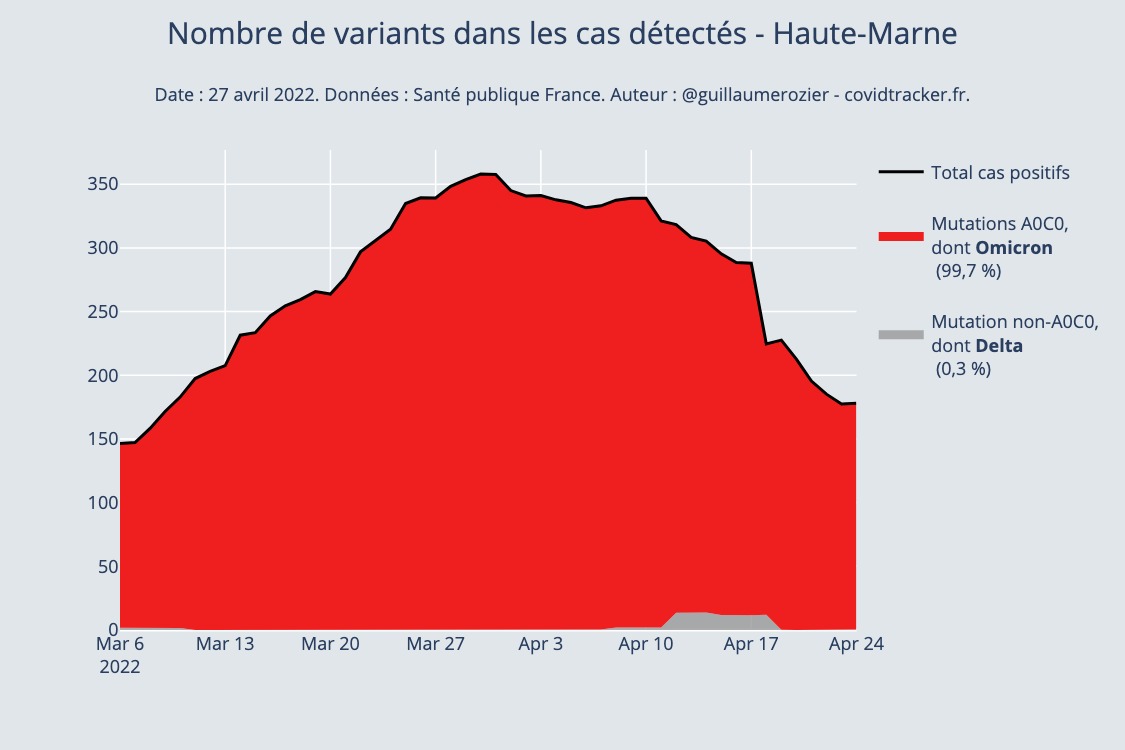 Nombre de variants dans les cas détectés - Haute-Marne
Date : 27 avril 2022. Données : Santé publique France. Auteur : @guillaumerozier - covidtracker.fr.
350
300
250
200
150
100
50
0
Mar 6
2022
Mar 13
Mar 20
Mar 27
Apr 3
Apr 10
Apr 17
Apr 24
Total cas positifs
Mutations A0C0,
dont Omicron
(99,7 %)
Mutation non-A0C0,
dont Delta
(0,3 %)